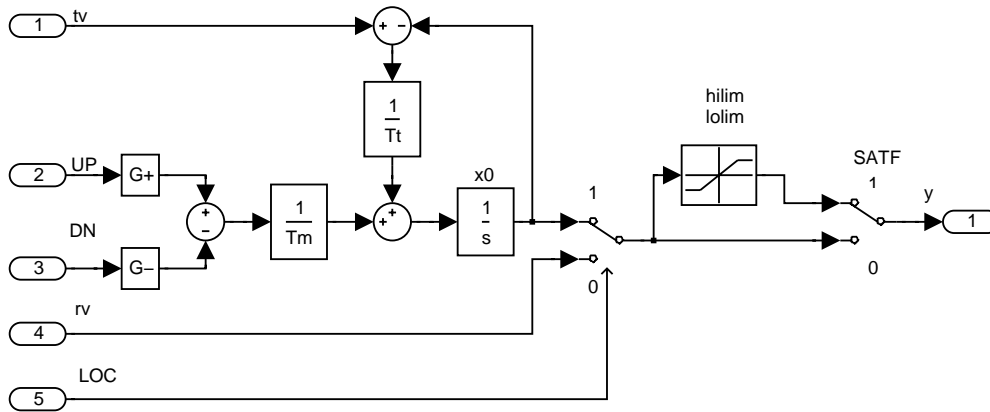 1
tv
+
−
1
Tt
hilim
lolim
2
UP
G+
+
−
1
Tm
+
+
x0
1
s
1
SATF
1
y
1
DN
3
G−
0
0
rv
4
LOC
5